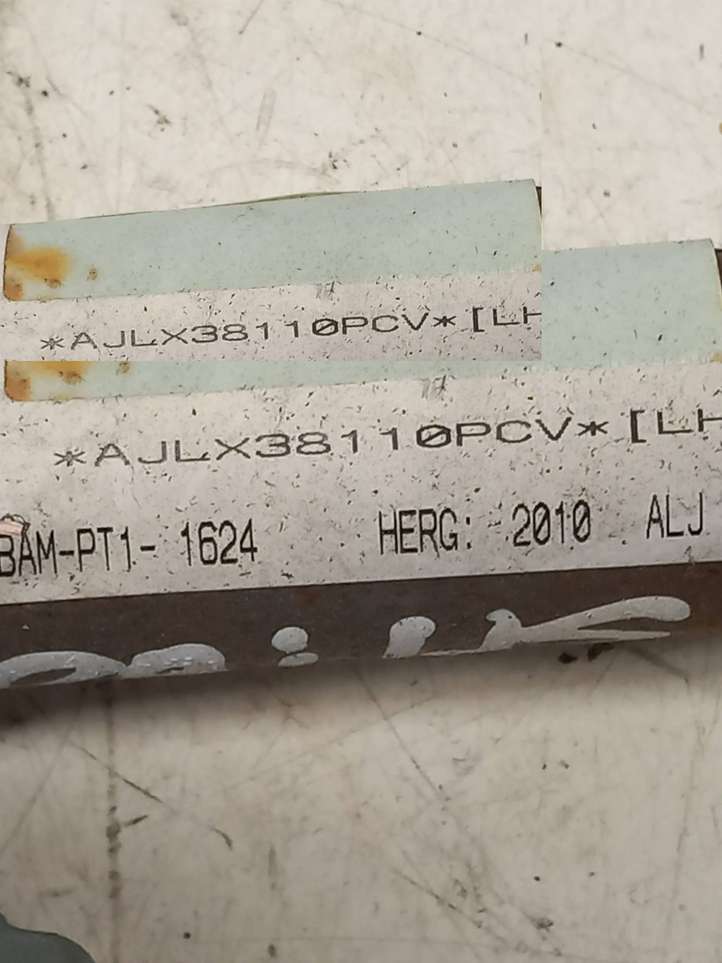 *AJLX38110PCV*[LH
*AJLX38110PCV*[LH
BAM-PT1- 1624 HERG: 2010 ALJ